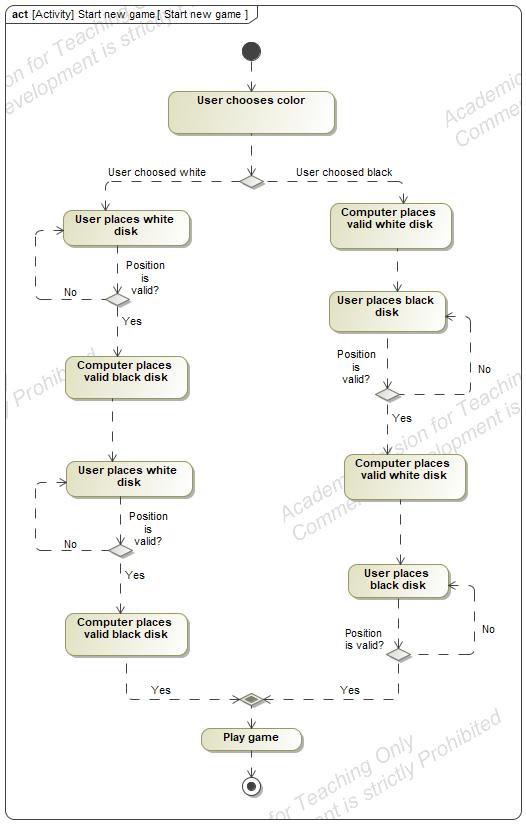 act [Activity] Start new game[ Start new game ]
on for Teaching
development is strictly
Academic
Comme
User chooses color
User choosed white
User choosed black
User places white
disk
Computer places
valid white disk
Position
is
valid?
No
Yes
User places black
disk
Position
is
valid?
No
Yes
Computer places
valid black disk
y Prohibited
Academic Version for Teaching
Commercial Development is
Computer places
valid white disk
User places white
disk
Position
is
valid?
No
Yes
User places
black disk
Position
is valid?
No
Computer places
valid black disk
Yes
Yes
Play game
for Teaching Only
is strictly Prohibited